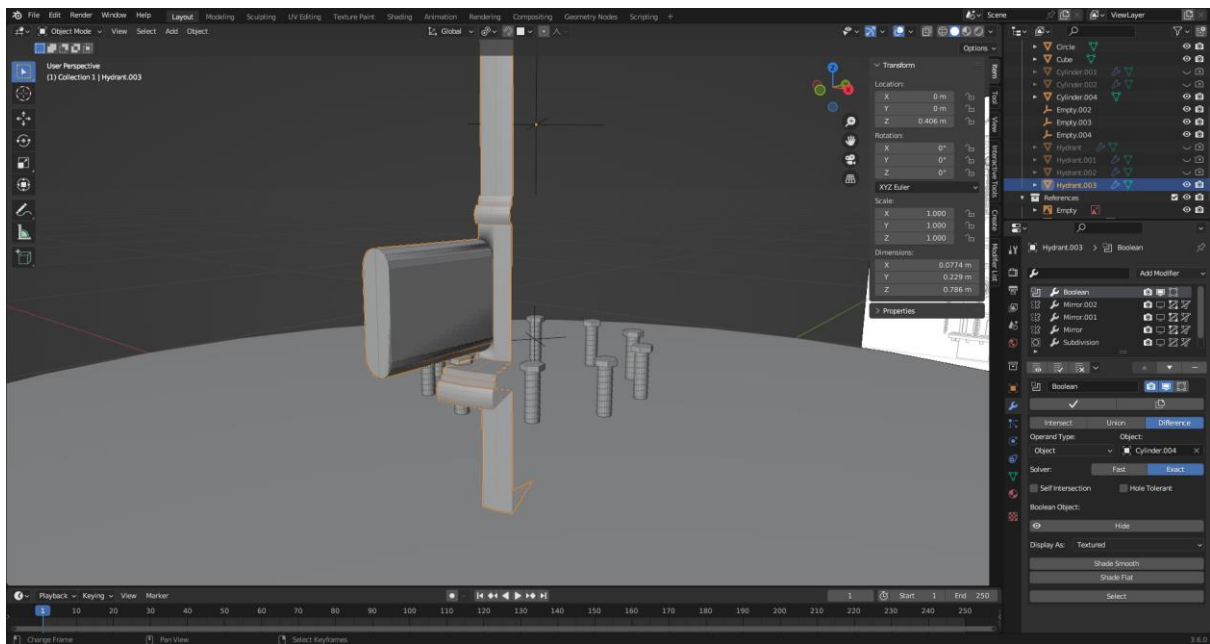 File Edit Render Window Help Layout Modeling Sculpting UV Editing Texture Paint Shading Animation Rendering Compositing Geometry Nodes Scripting + Scene ViewLayer
Object Mode View Select Add Object Global
Options
User Perspective
(1) Collection 1 | Hydrant.003
Transform
Location:
X 0 m
Y 0 m
Z 0.406 m
Rotation:
X 0°
Y 0°
Z 0°
XYZ Euler
Scale:
X 1.000
Y 1.000
Z 1.000
Dimensions:
X 0.0774 m
Y 0.229 m
Z 0.786 m
Properties
Item
Tool
View
Interactive Tools
Create
Modifier List
Circle
Cube
Cylinder.001
Cylinder.002
Cylinder.004
Empty.002
Empty.003
Empty.004
Hydrant
Hydrant.001
Hydrant.002
Hydrant.003
References
Empty
Hydrant.003 > Boolean
Add Modifier
Boolean
Mirror.002
Mirror.001
Mirror
Subdivision
Boolean
Intersect Union Difference
Operand Type: Object:
Object Cylinder.004
Solver: Fast Exact
Self Intersection Hole Tolerant
Boolean Object:
Hide
Display As: Textured
Shade Smooth
Shade Flat
Select
Playback Keying View Marker 1 Start 1 End 250
1 10 20 30 40 50 60 70 80 90 100 110 120 130 140 150 160 170 180 190 200 210 220 230 240 250
Change Frame Pan View Select Keyframes 3.6.0